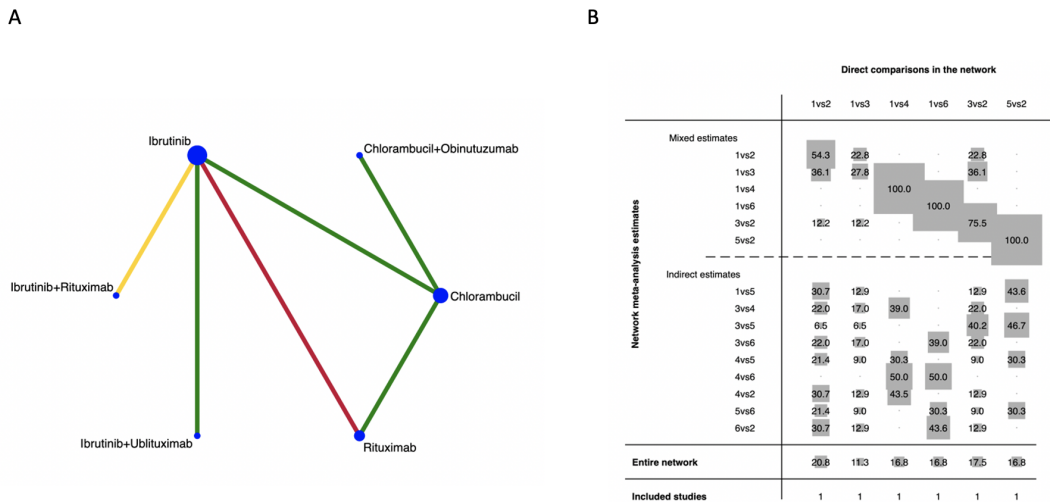 A
B
Ibrutinib
Chlorambucil+Obinutuzumab
Ibrutinib+Rituximab
Chlorambucil
Ibrutinib+Ublituximab
Rituximab
Direct comparisons in the network
1vs2 1vs3 1vs4 1vs6 3vs2 5vs2
Network meta-analysis estimates
Mixed estimates
1vs2 54.3 22.8 . . 22.8 .
1vs3 36.1 27.8 . . 36.1 .
1vs4 . . 100.0 . . .
1vs6 . . . 100.0 . .
3vs2 12.2 12.2 . . 75.5 .
5vs2 . . . . . 100.0
Indirect estimates
1vs5 30.7 12.9 . . 12.9 43.6
3vs4 22.0 17.0 39.0 . 22.0 .
3vs5 6.5 6.5 . . 40.2 46.7
3vs6 22.0 17.0 . 39.0 22.0 .
4vs5 21.4 9.0 30.3 . 9.0 30.3
4vs6 . . 50.0 50.0 . .
4vs2 30.7 12.9 43.5 . 12.9 .
5vs6 21.4 9.0 . 30.3 9.0 30.3
6vs2 30.7 12.9 . 43.6 12.9 .
Entire network 20.8 11.3 16.8 16.8 17.5 16.8
Included studies 1 1 1 1 1 1